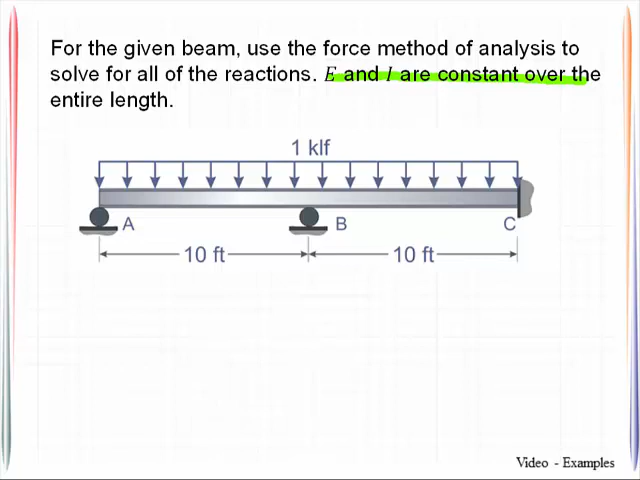 For the given beam, use the force method of analysis to
solve for all of the reactions. E and I are constant over the
entire length.
1 klf
A B C
10 ft 10 ft
Video - Examples